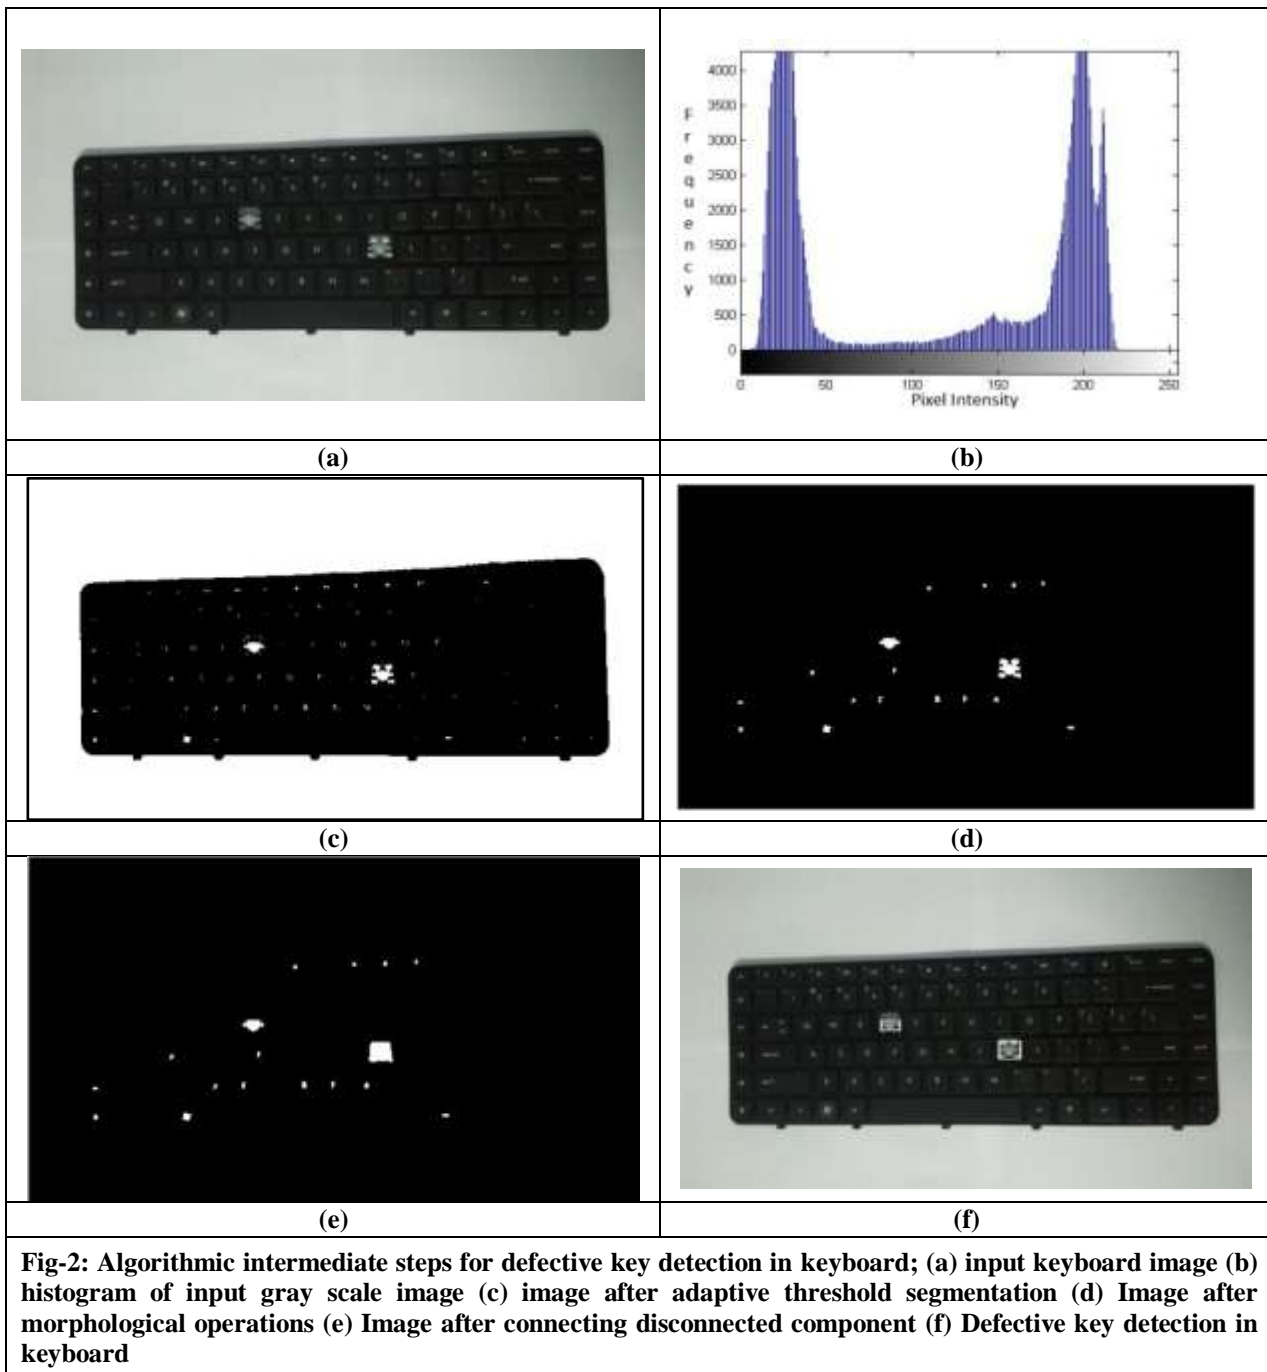 4000
3500
3000
2500
2000
1500
1000
500
0
Frequency
0 50 100 150 200 250
Pixel Intensity
(a) (b)
(c) (d)
(e) (f)
Fig-2: Algorithmic intermediate steps for defective key detection in keyboard; (a) input keyboard image (b)
histogram of input gray scale image (c) image after adaptive threshold segmentation (d) Image after
morphological operations (e) Image after connecting disconnected component (f) Defective key detection in
keyboard